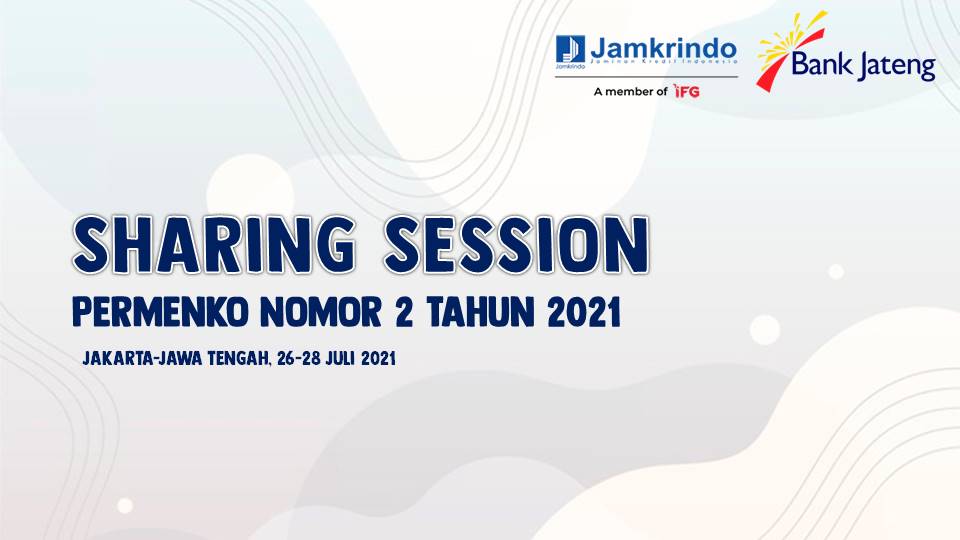 Jamkrindo
Jaminan Kredit Indonesia
Jamkrindo
A member of IFG
Bank Jateng
SHARING SESSION
PERMENKO NOMOR 2 TAHUN 2021
JAKARTA-JAWA TENGAH, 26-28 JULI 2021